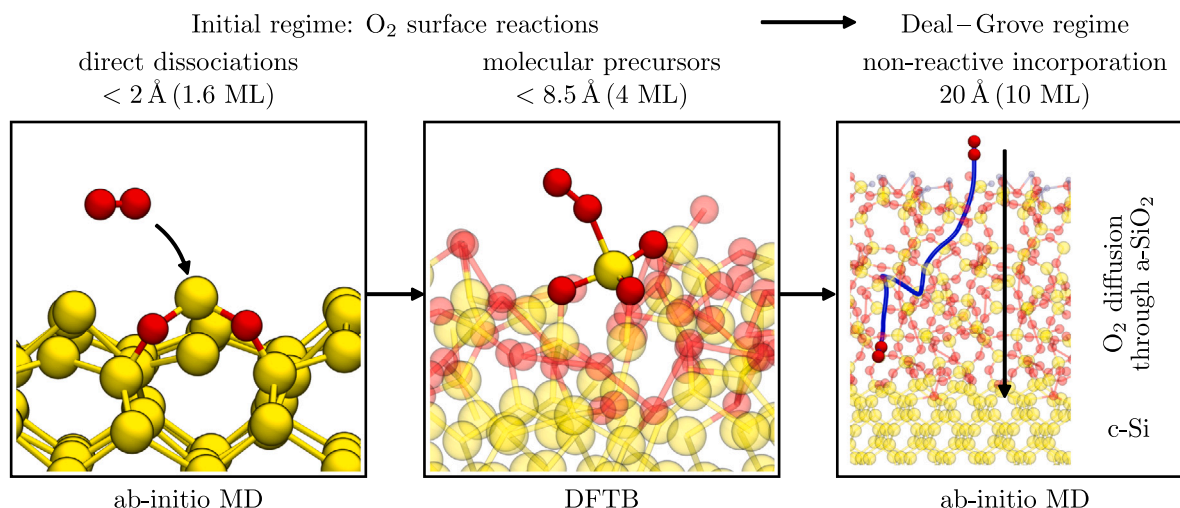 Initial regime: O₂ surface reactions
Deal–Grove regime
direct dissociations
< 2 Å (1.6 ML)
molecular precursors
< 8.5 Å (4 ML)
non-reactive incorporation
20 Å (10 ML)
O₂ diffusion
through a-SiO₂
c-Si
ab-initio MD
DFTB
ab-initio MD